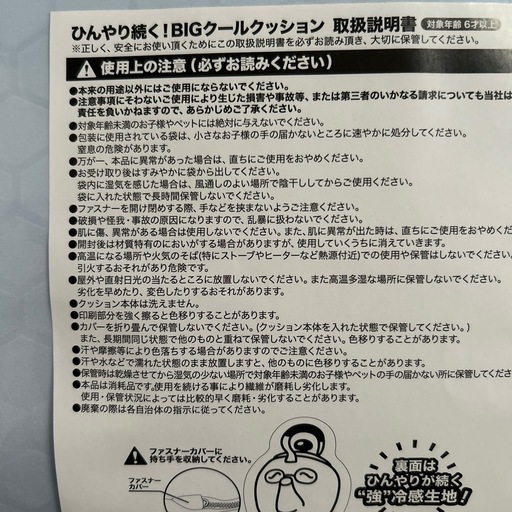 ひんやり続く！BIGクールクッション 取扱説明書 対象年齢 6才以上
※正しく、安全にお使い頂くためにこの取扱説明書を必ずお読み頂き、大切に保管してください。
使用上の注意（必ずお読みください）
●本来の用途以外にはご使用にならないでください。
●注意事項にそわないご使用により生じた損害や事故等、または第三者のいかなる請求についても当社は
責任を負いかねますので、あらかじめご了承ください。
●対象年齢未満のお子様やペットには絶対に与えないでください。
●包装に使用されている袋は、小さなお子様の手の届かないところに速やかに処分してください。
窒息の危険があります。
●万が一、本品に異常があった場合は、直ちにご使用をおやめください。
●お受け取り後はすみやかに袋から出してください。
袋内に湿気を感じた場合は、風通しのよい場所で陰干ししてからご使用ください。
袋に入れた状態で長時間保管しないでください。
●ファスナーを開け閉めする際、手などを挟まないようご注意ください。
●破損や怪我・事故の原因になりますので、乱暴に扱わないでください。
●肌に傷、異常がある場合は使用しないでください。また、肌に異常が出た時は、直ちにご使用をおやめくだ
●開封後は材質特有のにおいがする場合がありますが、使用していくうちに消えていきます。
●高温になる場所や火気のそば(特にストーブやヒーターなど熱源付近)での使用は危険ですのでおやめください。
引火するおそれがあり危険です。
●屋外や直射日光の当たるところに放置しないでください。また高温多湿な場所に保管しないでください。
劣化を早めたり、変色したりするおそれがあります。
●クッション本体は洗えません。
●印刷部分を強く擦ると色移りすることがあります。
●カバーを折り畳んで保管しないでください。(クッション本体を入れた状態で保管してください。)
また、長期間同じ状態で他のものと重ねて保管しないでください。色移りすることがあります。
●汗や摩擦等により色落ちする場合がありますのでご注意ください。
●汗や水などで濡れた状態のまま放置しますと、他のものに色移りすることがあります。
●保管時は乾燥させてから湿気の少ない場所で対象年齢未満のお子様やペットの手の届かない所に保管してく
●本品は消耗品です。使用を続ける事により繊維が磨耗し劣化します。
使用・保管状況によっては比較的早く磨耗・劣化することがあります。
●廃棄の際は各自治体の指示に従ってください。
ファスナーカバーに
持ち手を収納してください。
ファスナー
カバー
裏面は
ひんやりが続く
“強”冷感生地！